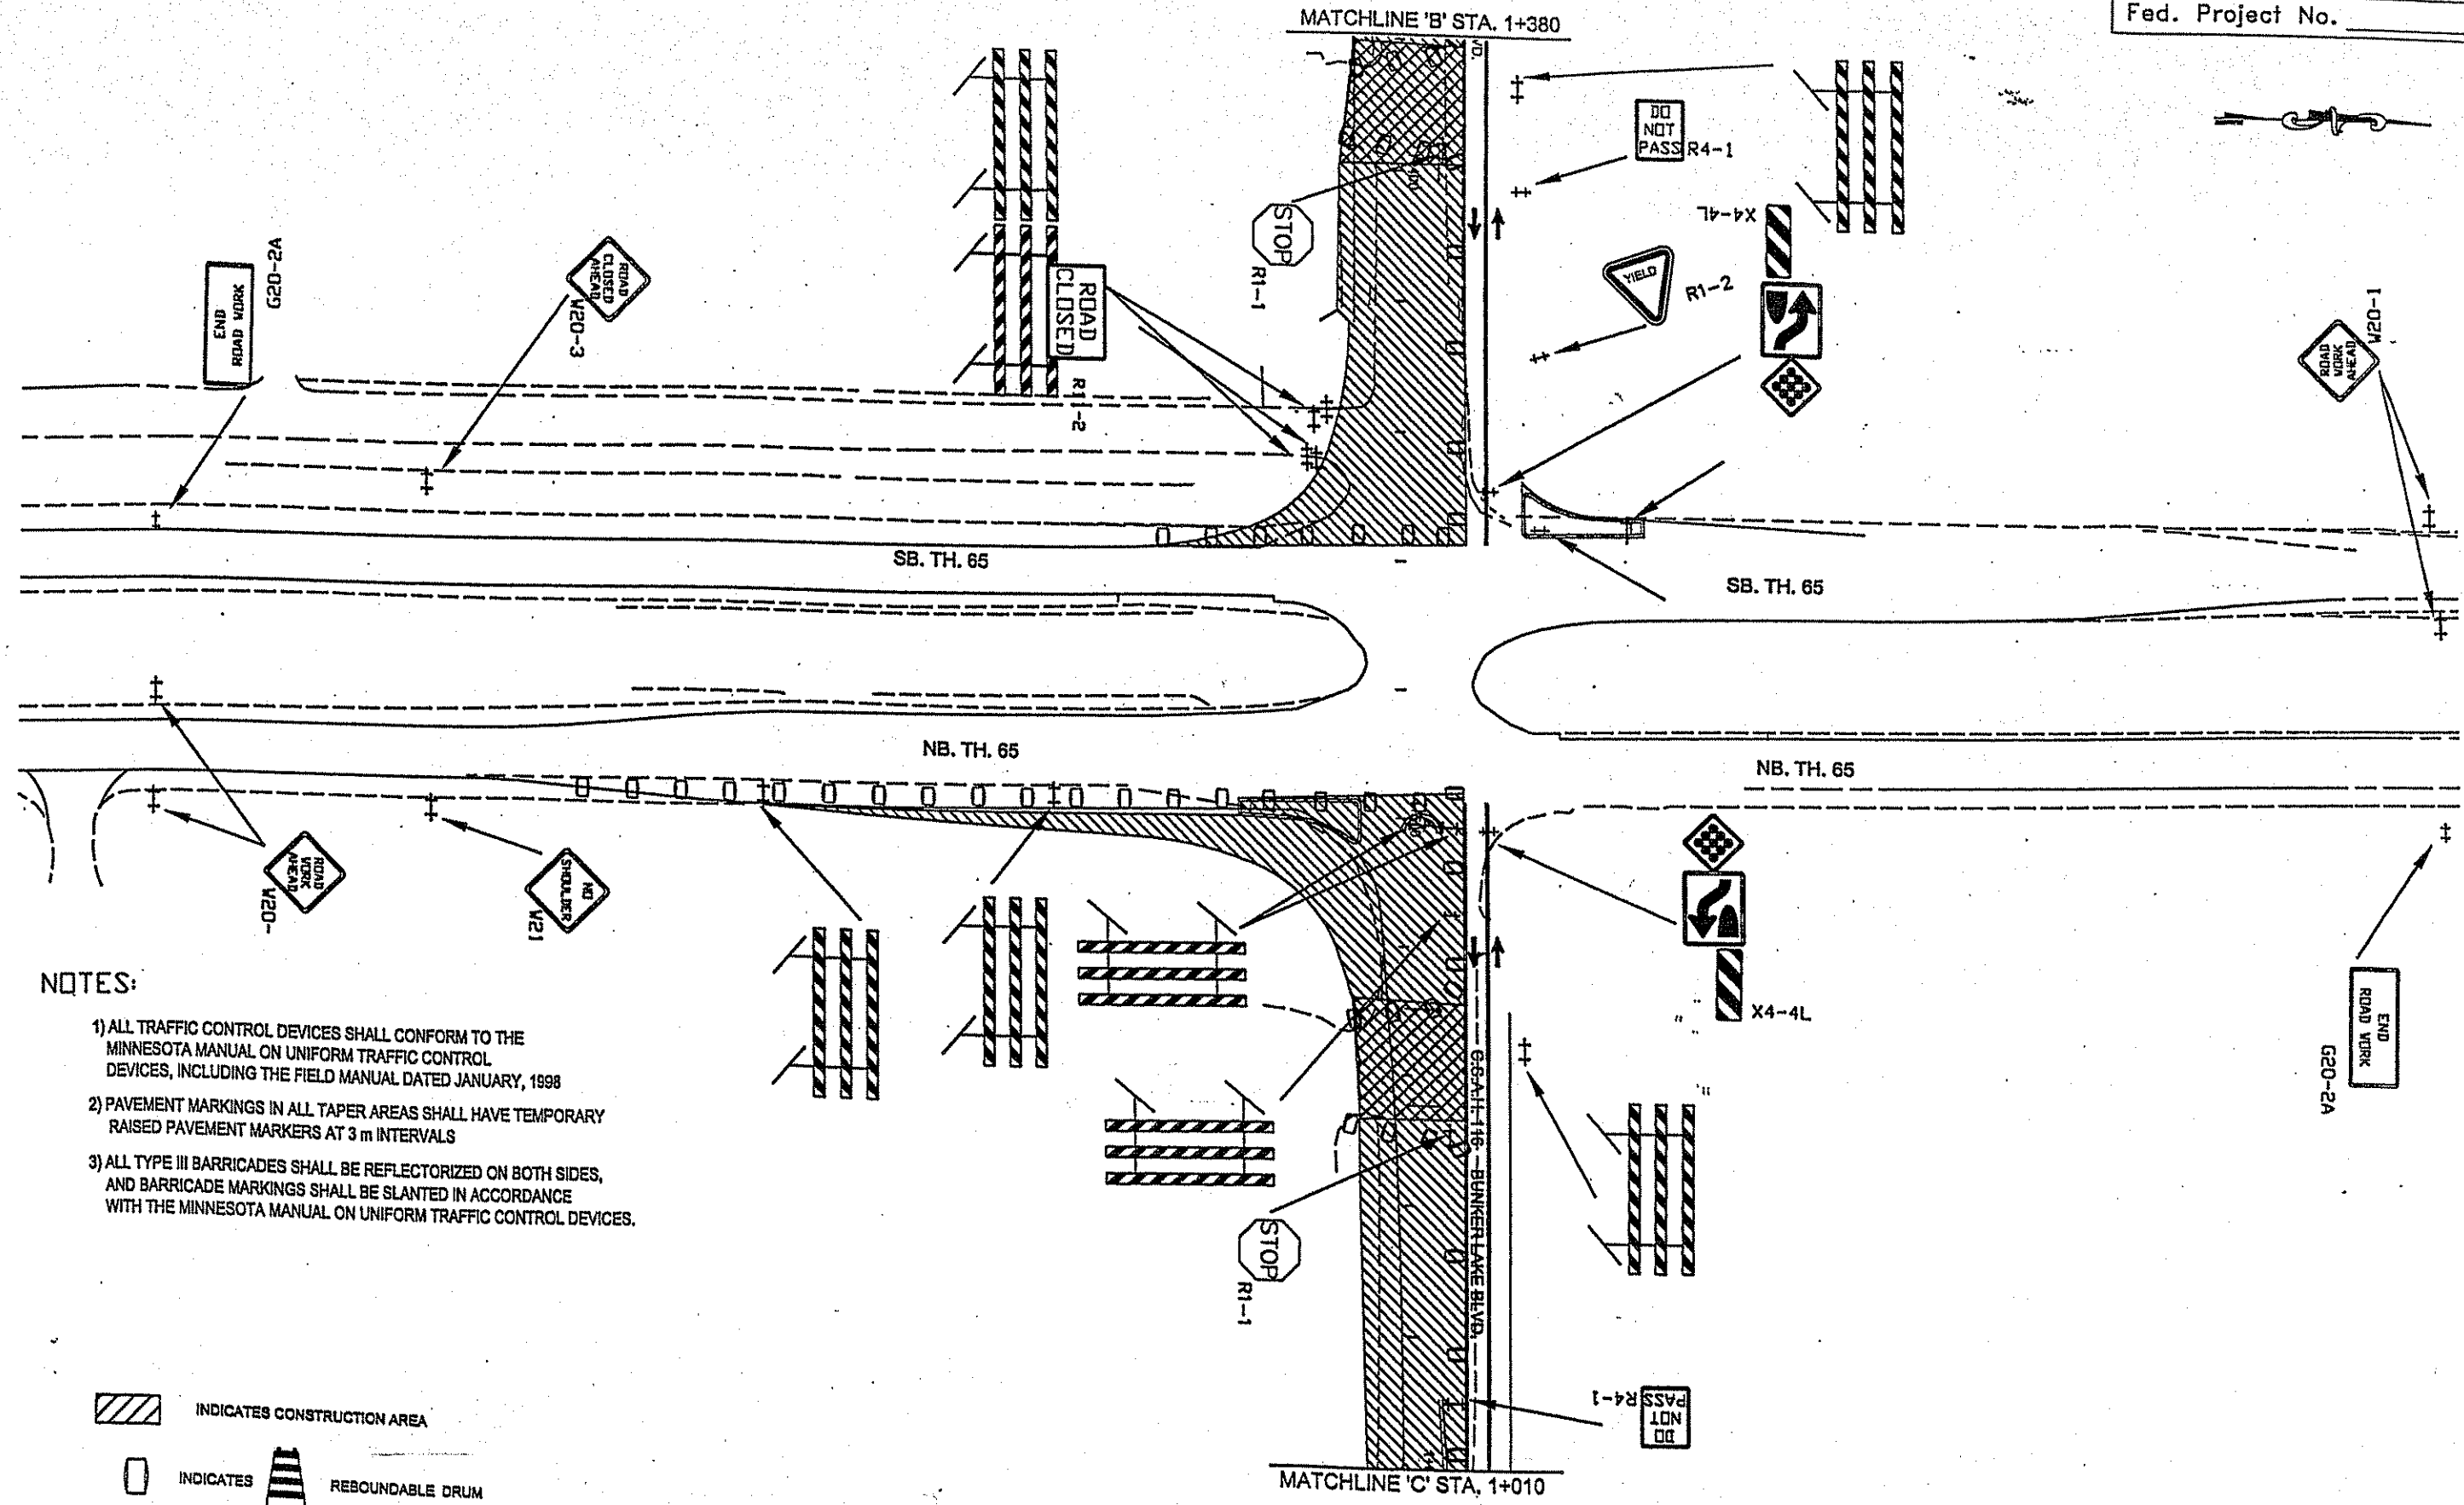 Fed. Project No.
MATCHLINE 'B' STA. 1+380
VD.
DO
NOT
PASS
R4-1
X4-4L
STOP
R1-1
YIELD
R1-2
G20-2A
END
ROAD WORK
ROAD
CLOSED
AHEAD
W20-3
ROAD
CLOSED
W20-1
ROAD
WORK
AHEAD
SB. TH. 65
SB. TH. 65
NB. TH. 65
NB. TH. 65
ROAD
WORK
AHEAD
W20-
NO
SHOULDER
W21
X4-4L
END
ROAD WORK
G20-2A
NOTES:
1) ALL TRAFFIC CONTROL DEVICES SHALL CONFORM TO THE
MINNESOTA MANUAL ON UNIFORM TRAFFIC CONTROL
DEVICES, INCLUDING THE FIELD MANUAL DATED JANUARY, 1998
2) PAVEMENT MARKINGS IN ALL TAPER AREAS SHALL HAVE TEMPORARY
RAISED PAVEMENT MARKERS AT 3 m INTERVALS
3) ALL TYPE III BARRICADES SHALL BE REFLECTORIZED ON BOTH SIDES,
AND BARRICADE MARKINGS SHALL BE SLANTED IN ACCORDANCE
WITH THE MINNESOTA MANUAL ON UNIFORM TRAFFIC CONTROL DEVICES.
C.S.A.H. 116 BUNKER LAKE BLVD.
STOP
R1-1
DO
NOT
PASS
R4-1
INDICATES CONSTRUCTION AREA
INDICATES
REBOUNDABLE DRUM
MATCHLINE 'C' STA. 1+010